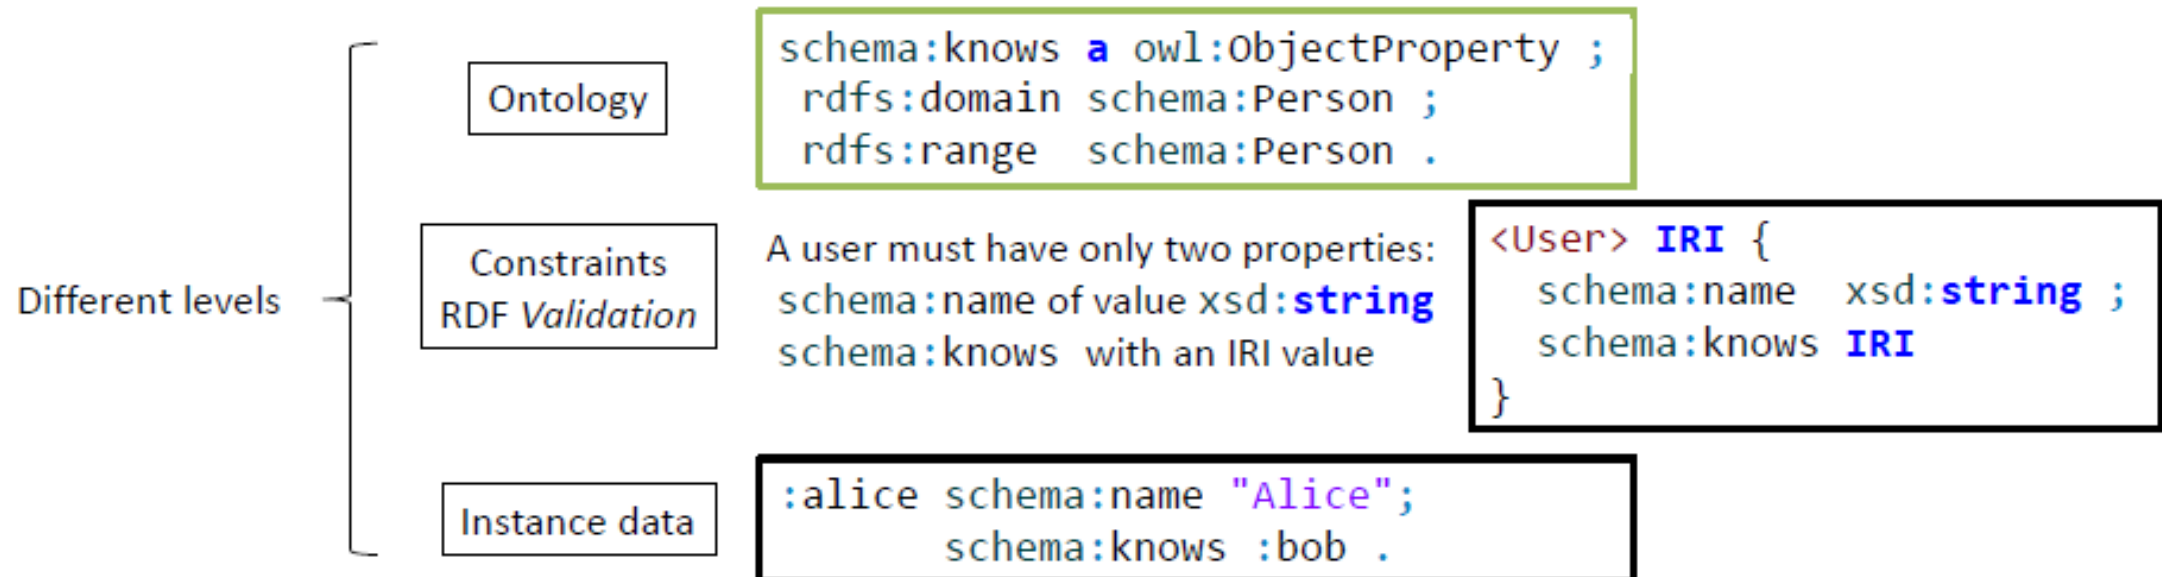 Different levels
Ontology
schema:knows a owl:ObjectProperty ;
rdfs:domain schema:Person ;
rdfs:range schema:Person .
Constraints
RDF Validation
A user must have only two properties:
schema:name of value xsd:string
schema:knows with an IRI value
<User> IRI {
schema:name xsd:string ;
schema:knows IRI
}
Instance data
:alice schema:name "Alice";
schema:knows :bob .